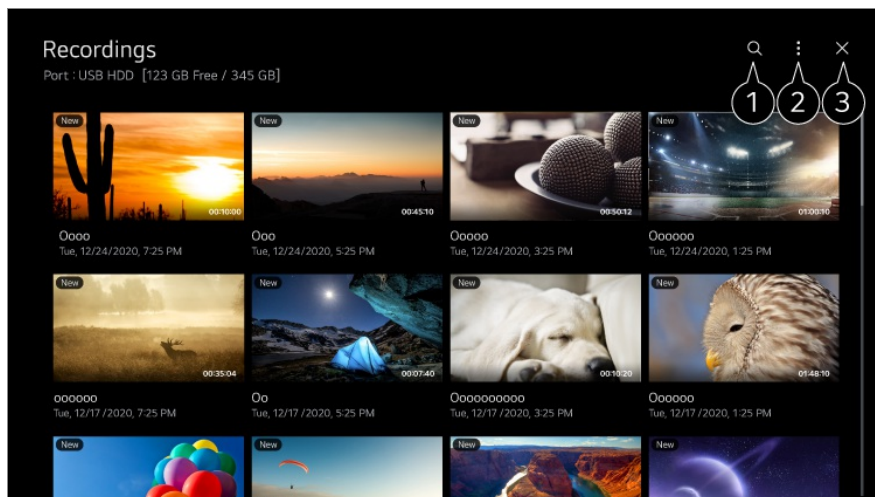 Recordings
Port : USB HDD [123 GB Free / 345 GB]
1 2 3
New New New New
00:10:00 00:45:10 00:50:12 01:00:10
Oooo Ooo Ooooo Oooooo
Tue, 12/24/2020, 7:25 PM Tue, 12/24/2020, 5:25 PM Tue, 12/24/2020, 3:25 PM Tue, 12/24/2020, 1:25 PM
New New New New
00:35:04 00:07:40 00:10:20 01:48:10
oooooo Oo Oooooooooo Oooooo
Tue, 12/17 /2020, 7:25 PM Tue, 12/17 /2020, 5:25 PM Tue, 12/17 /2020, 3:25 PM Tue, 12/17 /2020, 1:25 PM
New New New New